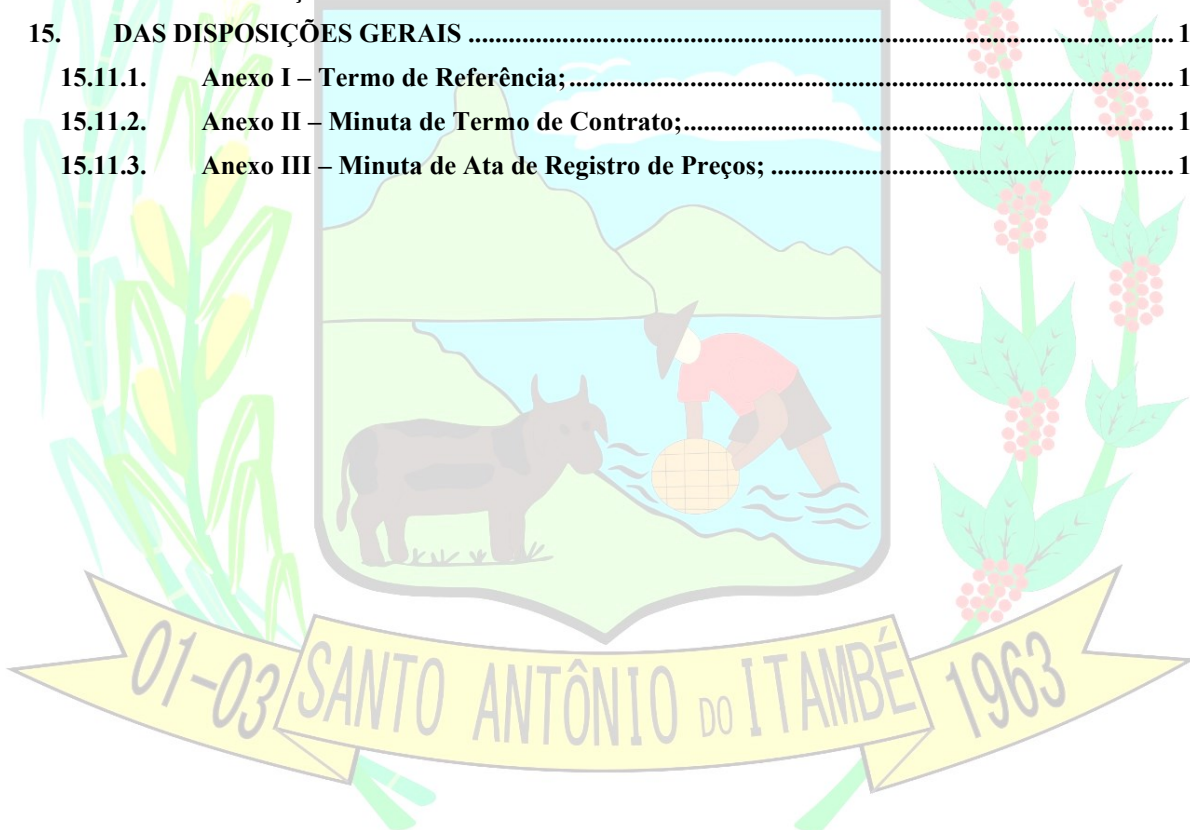 15. DAS DISPOSIÇÕES GERAIS ........................................................................................................ 1
15.11.1. Anexo I – Termo de Referência; ......................................................................................... 1
15.11.2. Anexo II – Minuta de Termo de Contrato; ......................................................................... 1
15.11.3. Anexo III – Minuta de Ata de Registro de Preços; ............................................................ 1
01-03 SANTO ANTÔNIO DO ITAMBÉ 1963